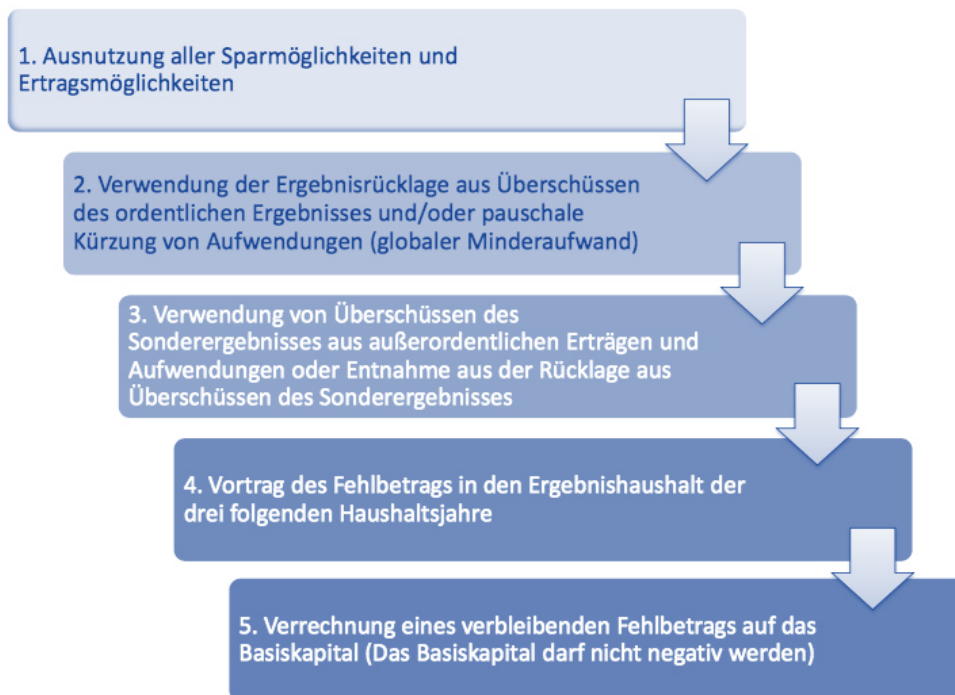 1. Ausnutzung aller Sparmöglichkeiten und
Ertragsmöglichkeiten
2. Verwendung der Ergebnisrücklage aus Überschüssen
des ordentlichen Ergebnisses und/oder pauschale
Kürzung von Aufwendungen (globaler Minderaufwand)
3. Verwendung von Überschüssen des
Sonderergebnisses aus außerordentlichen Erträgen und
Aufwendungen oder Entnahme aus der Rücklage aus
Überschüssen des Sonderergebnisses
4. Vortrag des Fehlbetrags in den Ergebnishaushalt der
drei folgenden Haushaltsjahre
5. Verrechnung eines verbleibenden Fehlbetrags auf das
Basiskapital (Das Basiskapital darf nicht negativ werden)